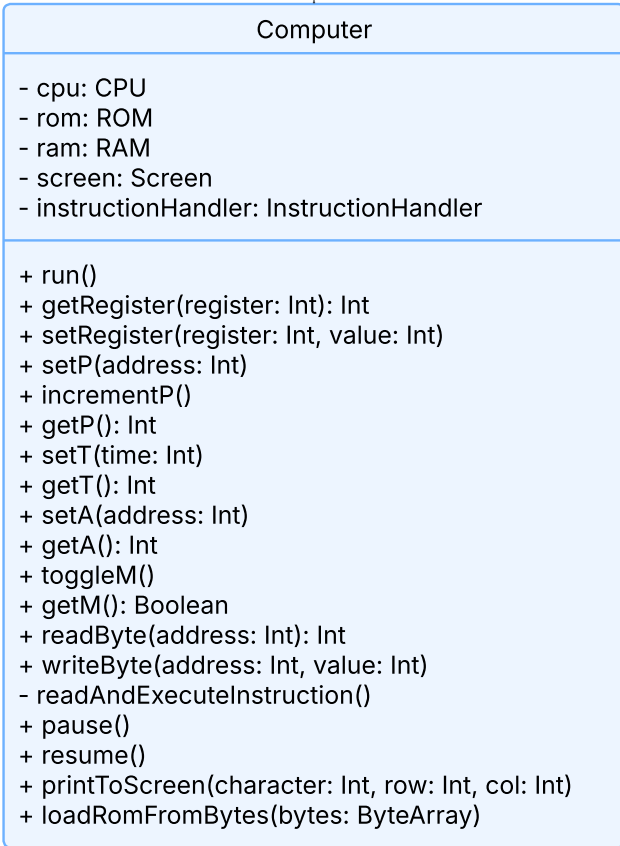 Computer
- cpu: CPU
- rom: ROM
- ram: RAM
- screen: Screen
- instructionHandler: InstructionHandler
+ run()
+ getRegister(register: Int): Int
+ setRegister(register: Int, value: Int)
+ setP(address: Int)
+ incrementP()
+ getP(): Int
+ setT(time: Int)
+ getT(): Int
+ setA(address: Int)
+ getA(): Int
+ toggleM()
+ getM(): Boolean
+ readByte(address: Int): Int
+ writeByte(address: Int, value: Int)
- readAndExecuteInstruction()
+ pause()
+ resume()
+ printToScreen(character: Int, row: Int, col: Int)
+ loadRomFromBytes(bytes: ByteArray)